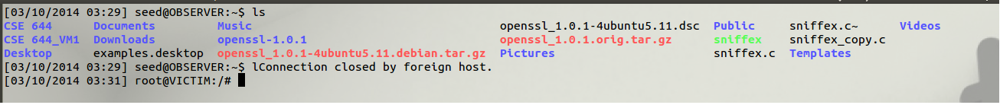 [03/10/2014 03:29] seed@OBSERVER:~$ ls
CSE 644 Documents Music openssl_1.0.1-4ubuntu5.11.dsc Public sniffex.c~ Videos
CSE 644_VM1 Downloads openssl-1.0.1 openssl_1.0.1.orig.tar.gz sniffex sniffex_copy.c
Desktop examples.desktop openssl_1.0.1-4ubuntu5.11.debian.tar.gz Pictures sniffex.c Templates
[03/10/2014 03:29] seed@OBSERVER:~$ lConnection closed by foreign host.
[03/10/2014 03:31] root@VICTIM:/#